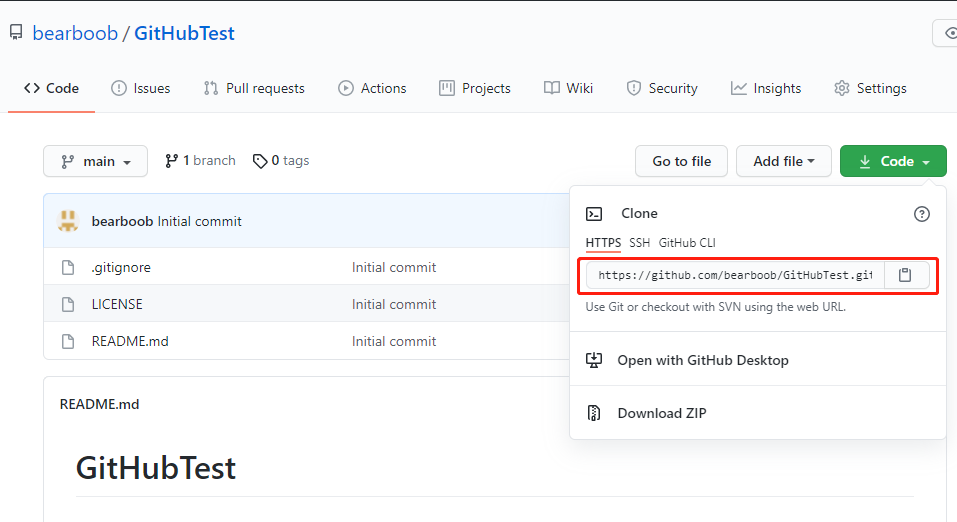 bearboob / GitHubTest
Code Issues Pull requests Actions Projects Wiki Security Insights Settings
main 1 branch 0 tags Go to file Add file Code
bearboob Initial commit
.gitignore Initial commit
LICENSE Initial commit
README.md Initial commit
Clone
HTTPS SSH GitHub CLI
https://github.com/bearboob/GitHubTest.git
Use Git or checkout with SVN using the web URL.
Open with GitHub Desktop
Download ZIP
README.md
GitHubTest